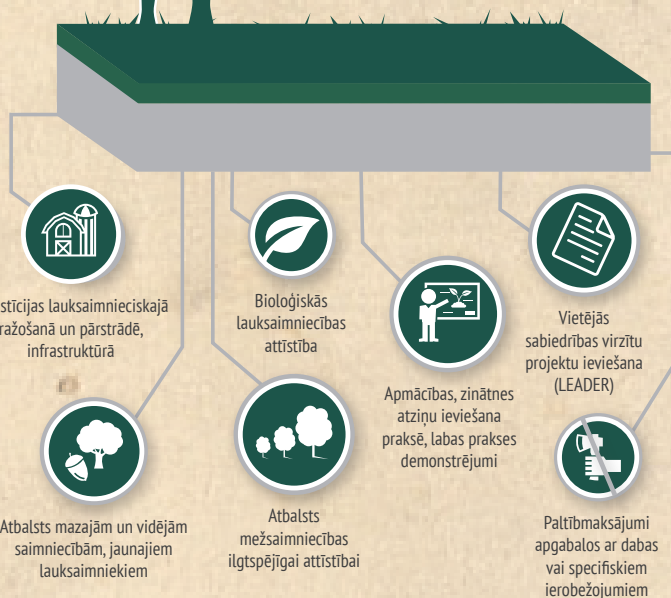 lauksaimnieciskajā
un pārstrādē,
infrastruktūrā
Bioloģiskās
lauksaimniecības
attīstība
Apmācības, zinātnes
atziņu ieviešana
praksē, labas prakses
demonstrējumi
Vietējās
sabiedrības virzītu
projektu ieviešana
(LEADER)
Atbalsts mazajām un vidējām
saimniecībām, jaunajiem
lauksaimniekiem
Atbalsts
mežsaimniecības
ilgtspējīgai attīstībai
Paltībmaksājumi
apgabalos ar dabas
vai specifiskiem
ierobežojumiem